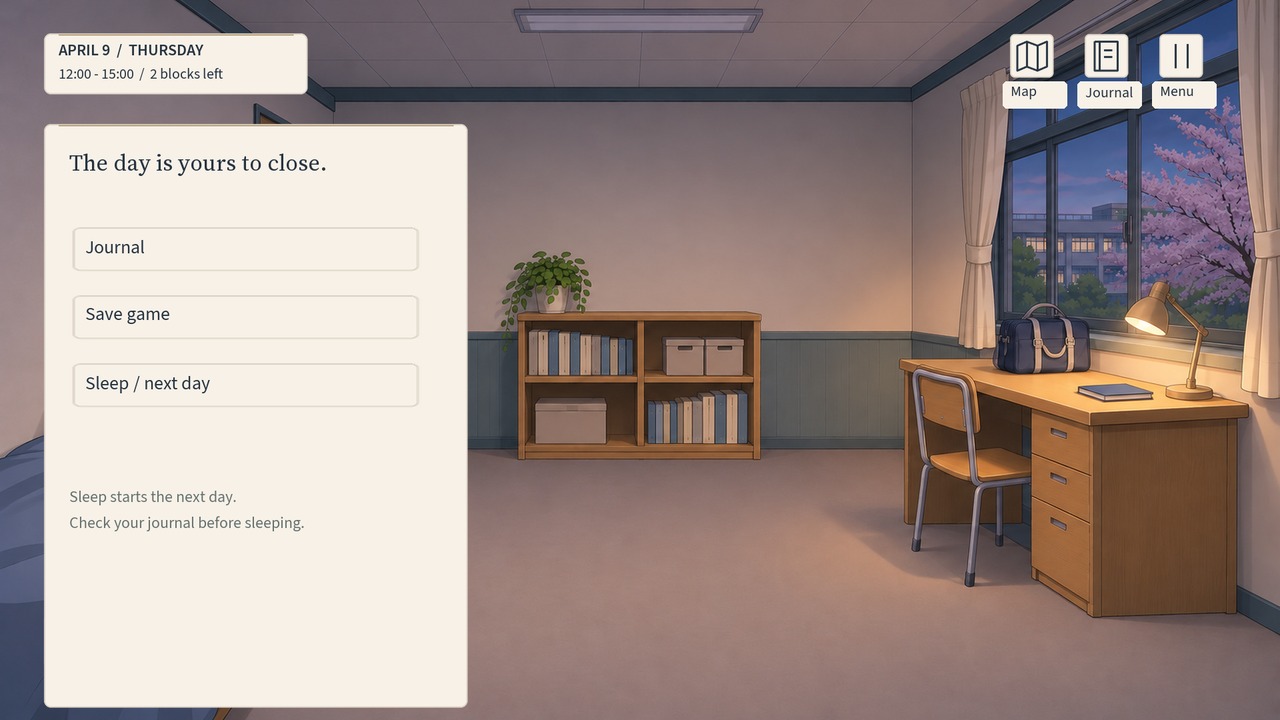 APRIL 9 / THURSDAY
12:00 - 15:00 / 2 blocks left
Map
Journal
Menu
The day is yours to close.
Journal
Save game
Sleep / next day
Sleep starts the next day.
Check your journal before sleeping.